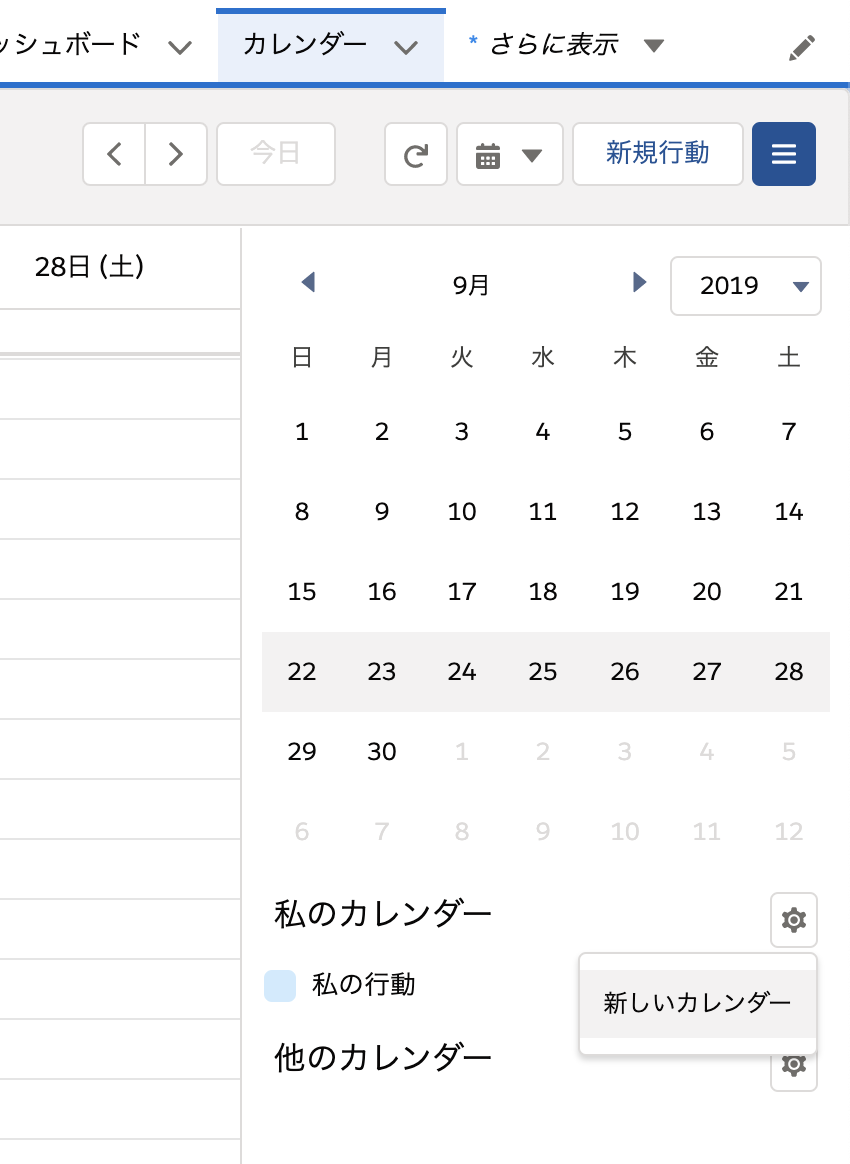 ッシュボード カレンダー * さらに表示
今日 新規行動
28日 (土)
9月 2019
日 月 火 水 木 金 土
1 2 3 4 5 6 7
8 9 10 11 12 13 14
15 16 17 18 19 20 21
22 23 24 25 26 27 28
29 30 1 2 3 4 5
6 7 8 9 10 11 12
私のカレンダー
私の行動
新しいカレンダー
他のカレンダー